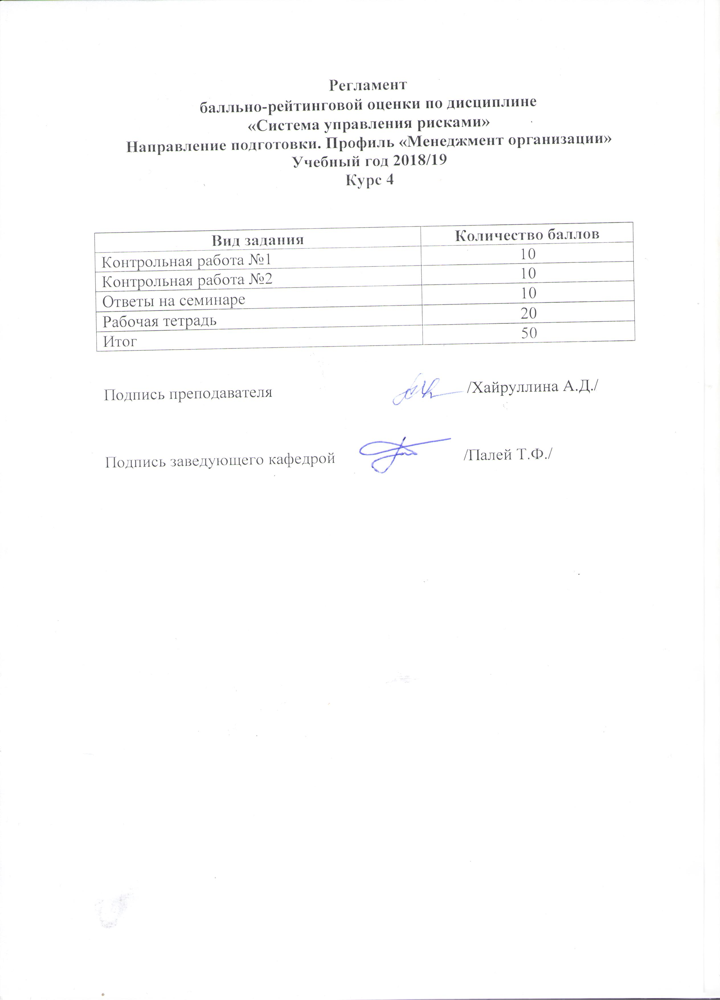 Регламент
балльно-рейтинговой оценки по дисциплине
«Система управления рисками»
Направление подготовки. Профиль «Менеджмент организации»
Учебный год 2018/19
Курс 4
Вид задания Количество баллов
Контрольная работа №1 10
Контрольная работа №2 10
Ответы на семинаре 10
Рабочая тетрадь 20
Итог 50
Подпись преподавателя /Хайруллина А.Д./
Подпись заведующего кафедрой /Палей Т.Ф./